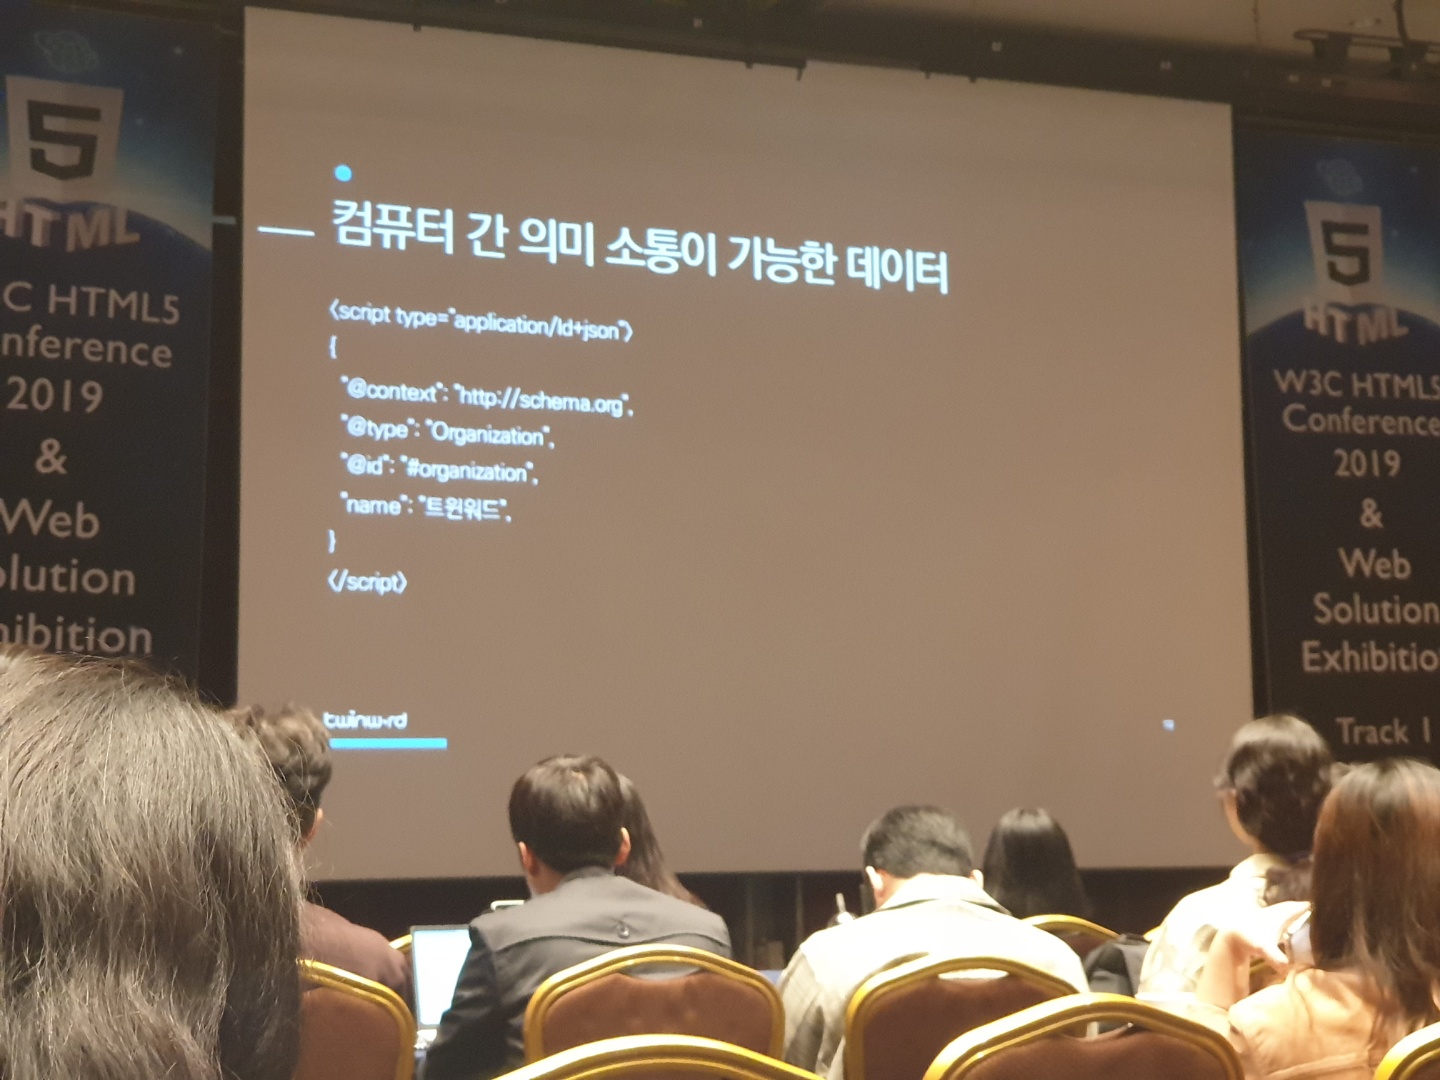 5
HTML
C HTML5
nference
2019
&
Web
olution
hibition
컴퓨터 간 의미 소통이 가능한 데이터
<script type="application/ld+json">
{
"@context": "http://schema.org",
"@type": "Organization",
"@id": "#organization",
"name": "트윈워드",
}
</script>
twinword
5
HTML
W3C HTML5
Conference
2019
&
Web
Solution
Exhibitio
Track 1